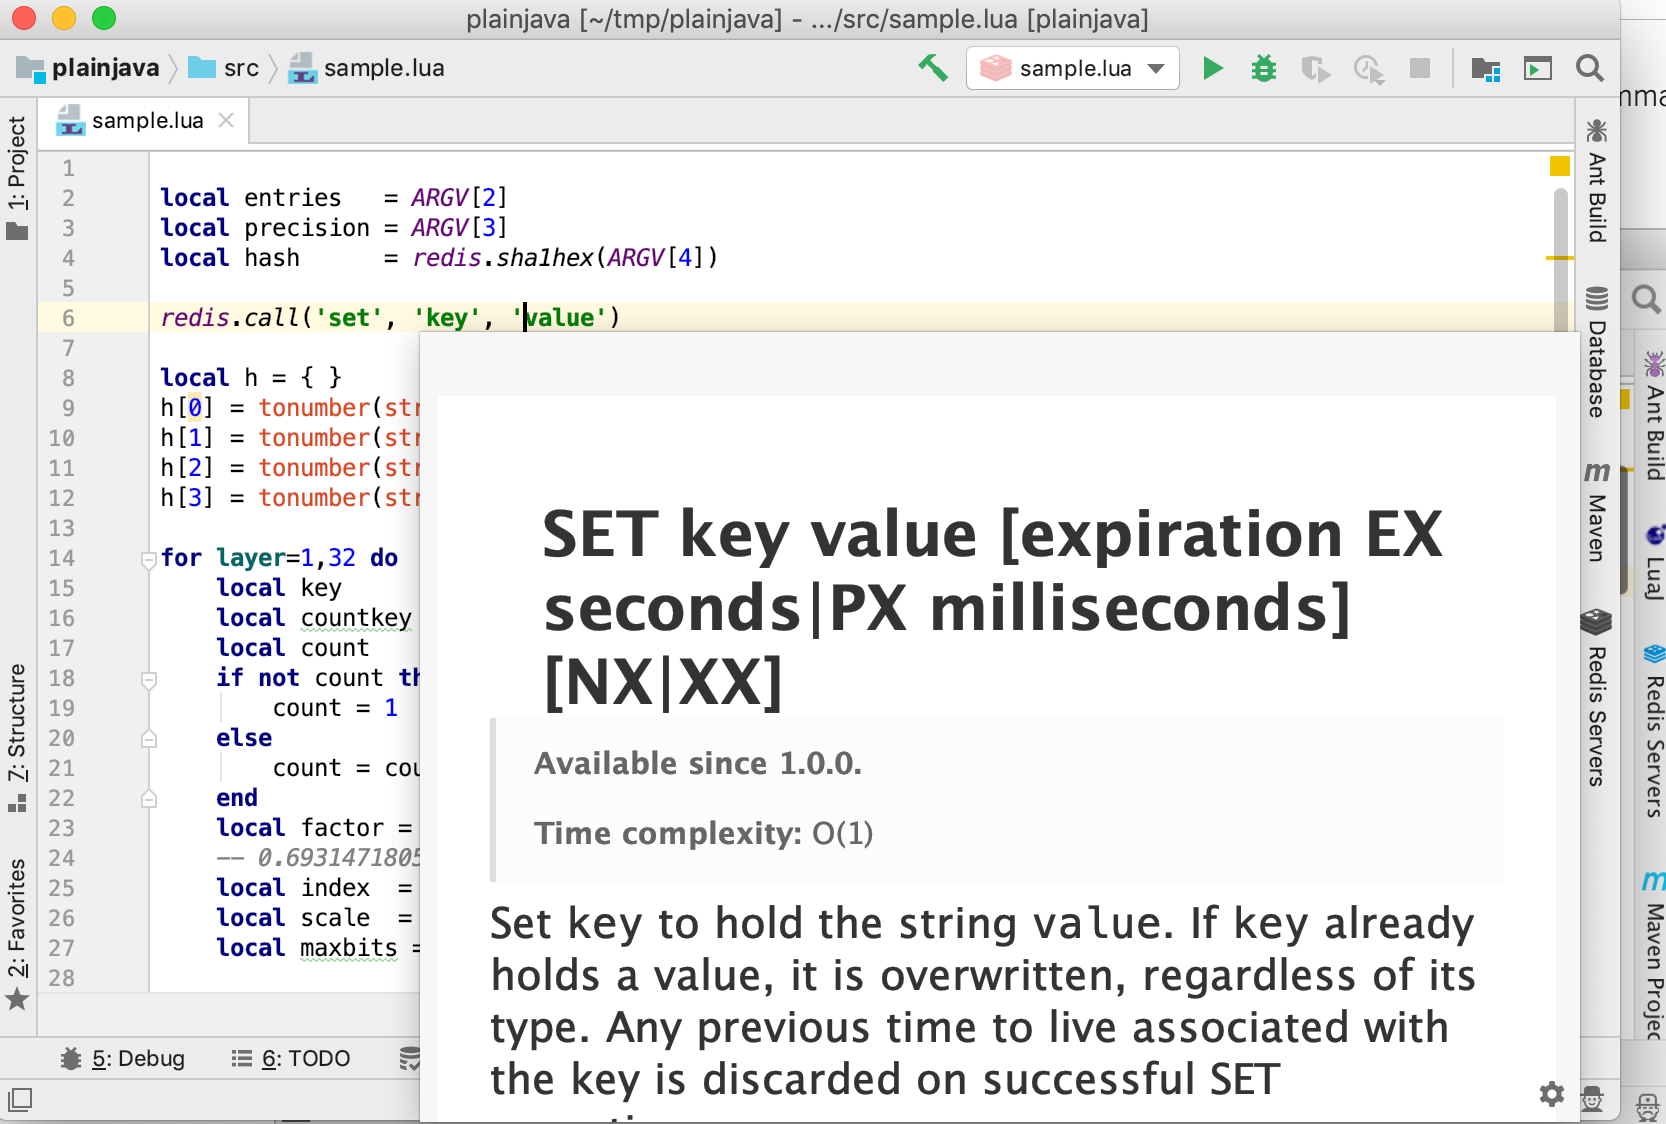 plainjava [~/tmp/plainjava] - .../src/sample.lua [plainjava]
plainjava src sample.lua
sample.lua
sample.lua
1: Project
7: Structure
2: Favorites
1
2 local entries   = ARGV[2]
3 local precision = ARGV[3]
4 local hash      = redis.sha1hex(ARGV[4])
5
6 redis.call('set', 'key', 'value')
7
8 local h = { }
9 h[0] = tonumber(str
10 h[1] = tonumber(str
11 h[2] = tonumber(str
12 h[3] = tonumber(str
13
14 for layer=1,32 do
15     local key
16     local countkey
17     local count
18     if not count th
19         count = 1
20     else
21         count = cou
22     end
23     local factor =
24     -- 0.6931471805
25     local index  =
26     local scale  =
27     local maxbits =
28
SET key value [expiration EX
seconds|PX milliseconds]
[NX|XX]
Available since 1.0.0.
Time complexity: O(1)
Set key to hold the string value. If key already
holds a value, it is overwritten, regardless of its
type. Any previous time to live associated with
the key is discarded on successful SET
Ant Build
Database
m Maven
Redis Servers
Ant Build
LuaJ
Redis Servers
m Maven Projec
5: Debug
6: TODO